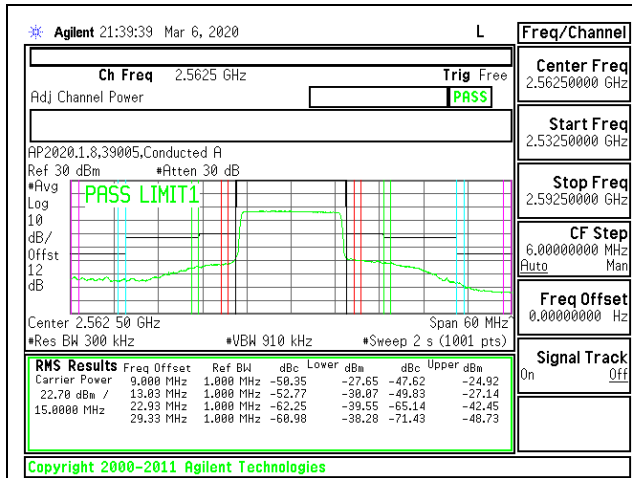 Agilent 21:39:39 Mar 6, 2020 L
Freq/Channel
Ch Freq 2.5625 GHz Trig Free
Adj Channel Power PASS
Center Freq
2.56250000 GHz
Start Freq
2.53250000 GHz
Stop Freq
2.59250000 GHz
CF Step
6.00000000 MHz
Auto Man
Freq Offset
0.00000000 Hz
Signal Track
On Off
AP2020.1.8,39005,Conducted A
Ref 30 dBm #Atten 30 dB
#Avg
Log
10
dB/
Offst
12
dB
PASS LIMIT1
Center 2.562 50 GHz Span 60 MHz
#Res BW 300 kHz #VBW 910 kHz #Sweep 2 s (1001 pts)
RMS Results Freq Offset Ref BW dBc Lower dBm dBc Upper dBm
Carrier Power 9.000 MHz 1.000 MHz -50.35 -27.65 -47.62 -24.92
22.70 dBm / 13.03 MHz 1.000 MHz -52.77 -30.07 -49.83 -27.14
15.0000 MHz 22.93 MHz 1.000 MHz -62.25 -39.55 -65.14 -42.45
29.33 MHz 1.000 MHz -60.98 -38.28 -71.43 -48.73
Copyright 2000-2011 Agilent Technologies